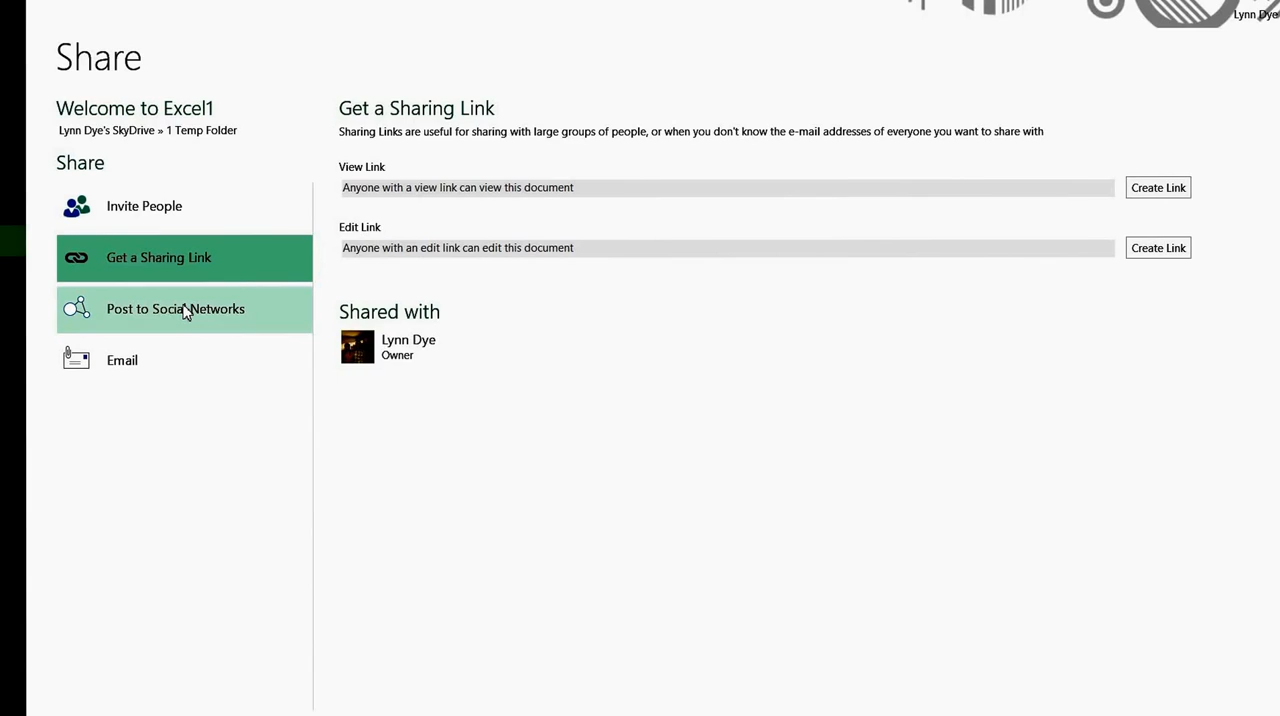 Lynn Dye
Share
Welcome to Excel1
Lynn Dye's SkyDrive » 1 Temp Folder
Share
Invite People
Get a Sharing Link
Post to Social Networks
Email
Get a Sharing Link
Sharing Links are useful for sharing with large groups of people, or when you don't know the e-mail addresses of everyone you want to share with
View Link
Anyone with a view link can view this document
Create Link
Edit Link
Anyone with an edit link can edit this document
Create Link
Shared with
Lynn Dye
Owner